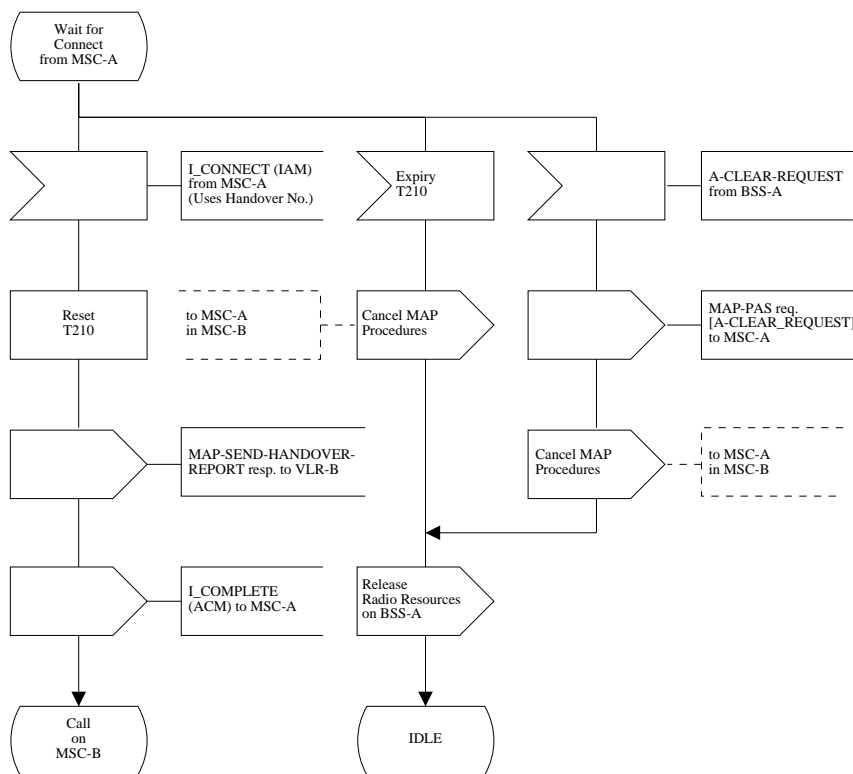 Wait for
Connect
from MSC-A
I_CONNECT (IAM)
from MSC-A
(Uses Handover No.)
Expiry
T210
A-CLEAR-REQUEST
from BSS-A
Reset
T210
to MSC-A
in MSC-B
Cancel MAP
Procedures
MAP-PAS req.
[A-CLEAR_REQUEST]
to MSC-A
MAP-SEND-HANDOVER-
REPORT resp. to VLR-B
Cancel MAP
Procedures
to MSC-A
in MSC-B
I_COMPLETE
(ACM) to MSC-A
Release
Radio Resources
on BSS-A
Call
on
MSC-B
IDLE